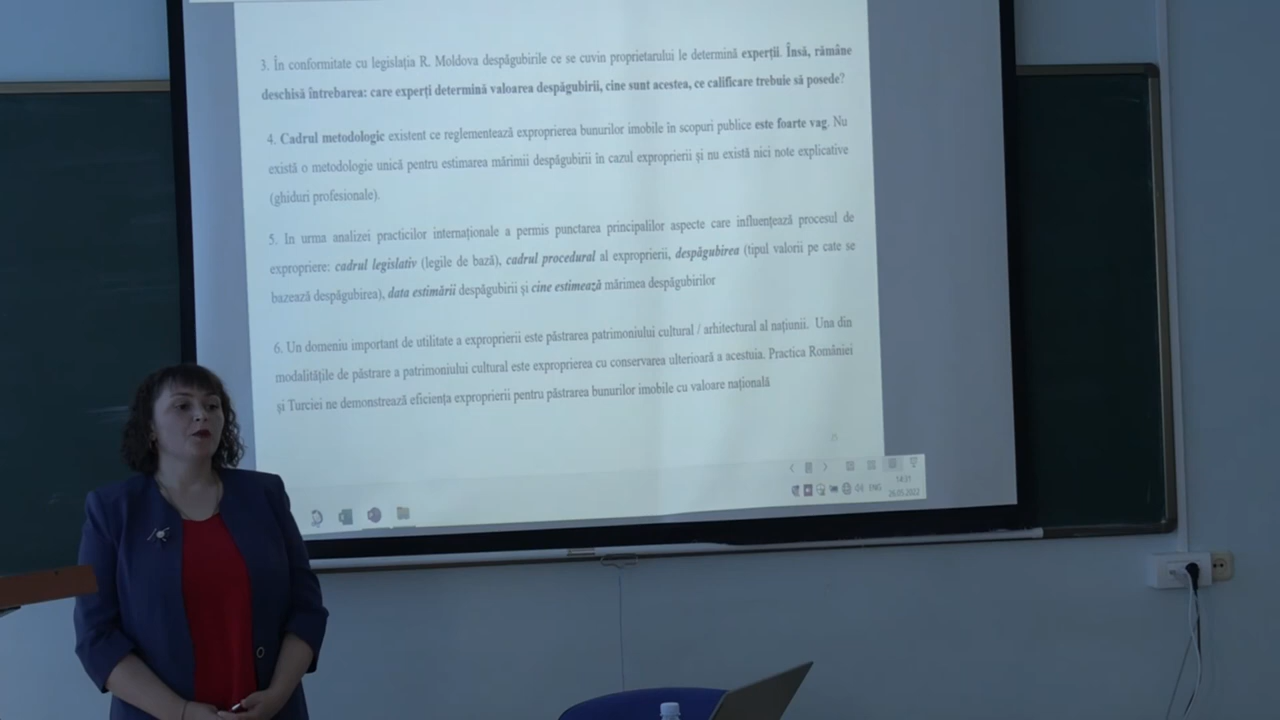 3. În conformitate cu legislația R. Moldova despăgubirile ce se cuvin proprietarului le determină experții. Însă, rămâne
deschisă întrebarea: care experți determină valoarea despăgubirii, cine sunt acestea, ce calificare trebuie să posede?
4. Cadrul metodologic existent ce reglementează exproprierea bunurilor imobile în scopuri publice este foarte vag. Nu
există o metodologie unică pentru estimarea mărimii despăgubirii în cazul exproprierii și nu există nici note explicative
(ghiduri profesionale).
5. In urma analizei practicilor internaționale a permis punctarea principalilor aspecte care influențează procesul de
expropriere: cadrul legislativ (legile de bază), cadrul procedural al exproprierii, despăgubirea (tipul valorii pe cate se
bazează despăgubirea), data estimării despăgubirii și cine estimează mărimea despăgubirilor
6. Un domeniu important de utilitate a exproprierii este păstrarea patrimoniului cultural / arhitectural al națiunii. Una din
modalitățile de păstrare a patrimoniului cultural este exproprierea cu conservarea ulterioară a acestuia. Practica României
și Turciei ne demonstrează eficiența exproprierii pentru păstrarea bunurilor imobile cu valoare națională
ENG
14:31
26.05.2022